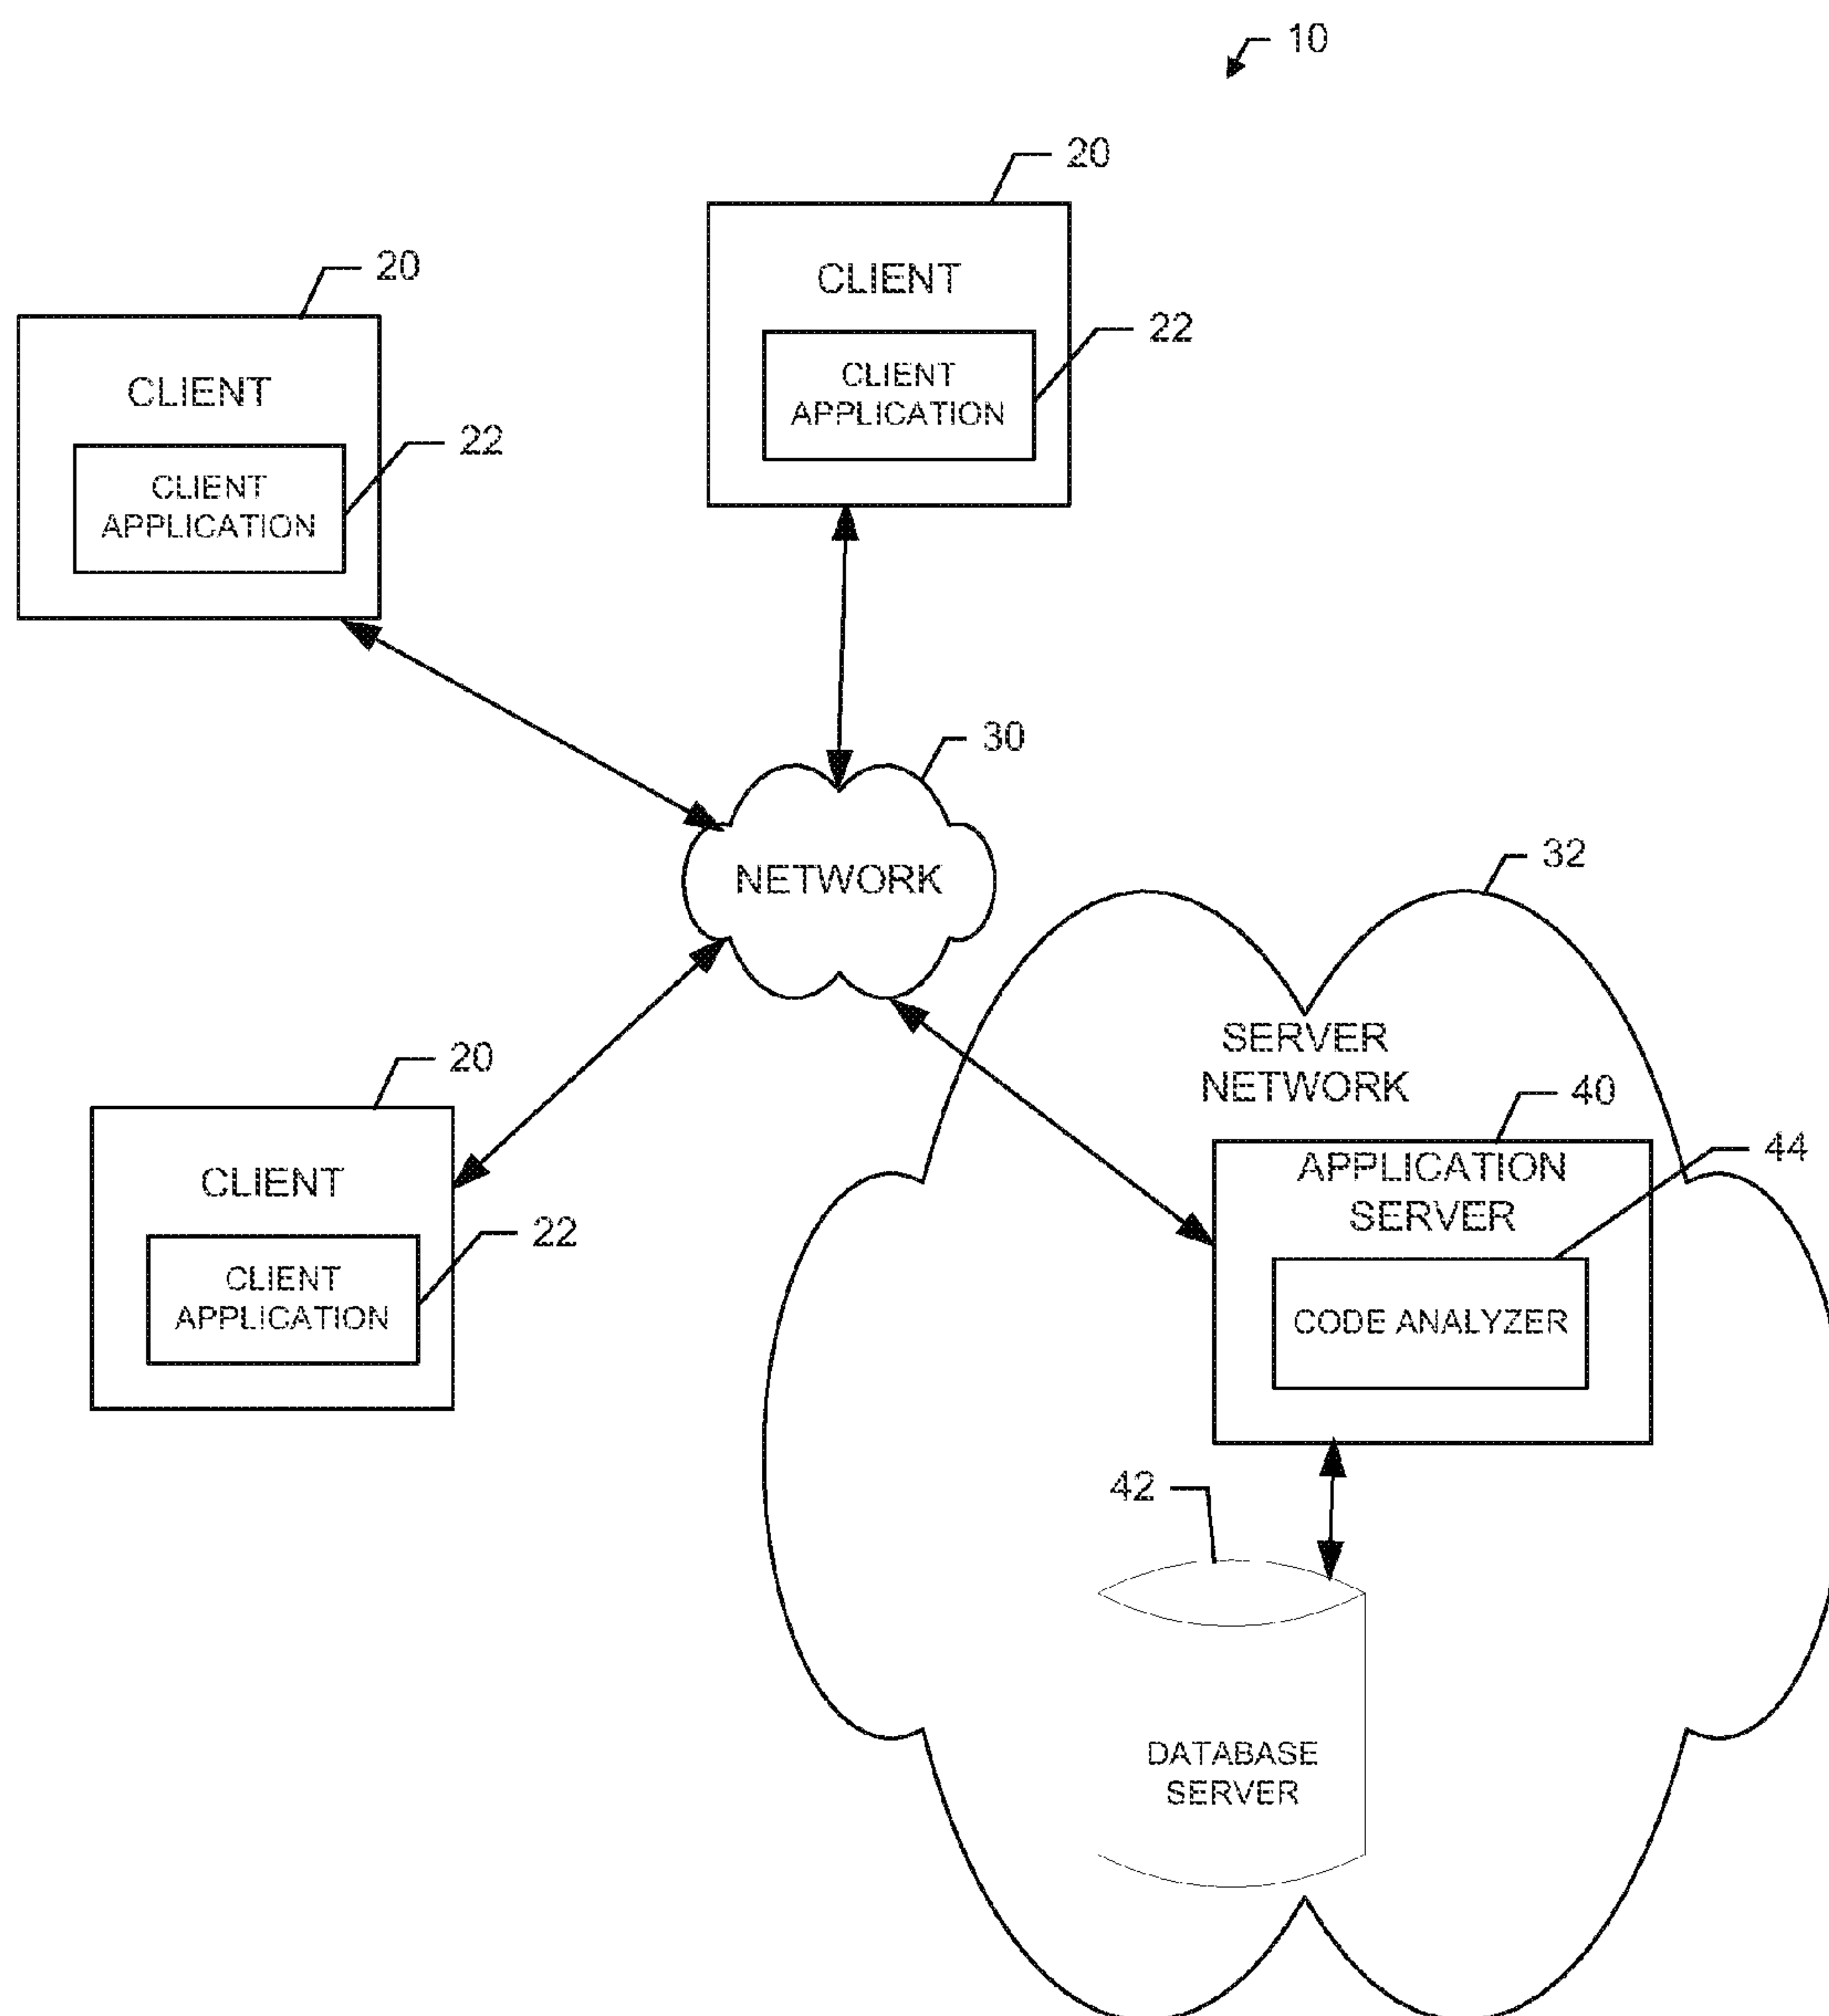 10
20
CLIENT
22
CLIENT
APPLICATION
20
CLIENT
22
CLIENT
APPLICATION
30
NETWORK
32
SERVER
NETWORK
20
CLIENT
22
CLIENT
APPLICATION
40
APPLICATION
SERVER
44
CODE ANALYZER
42
DATABASE
SERVER